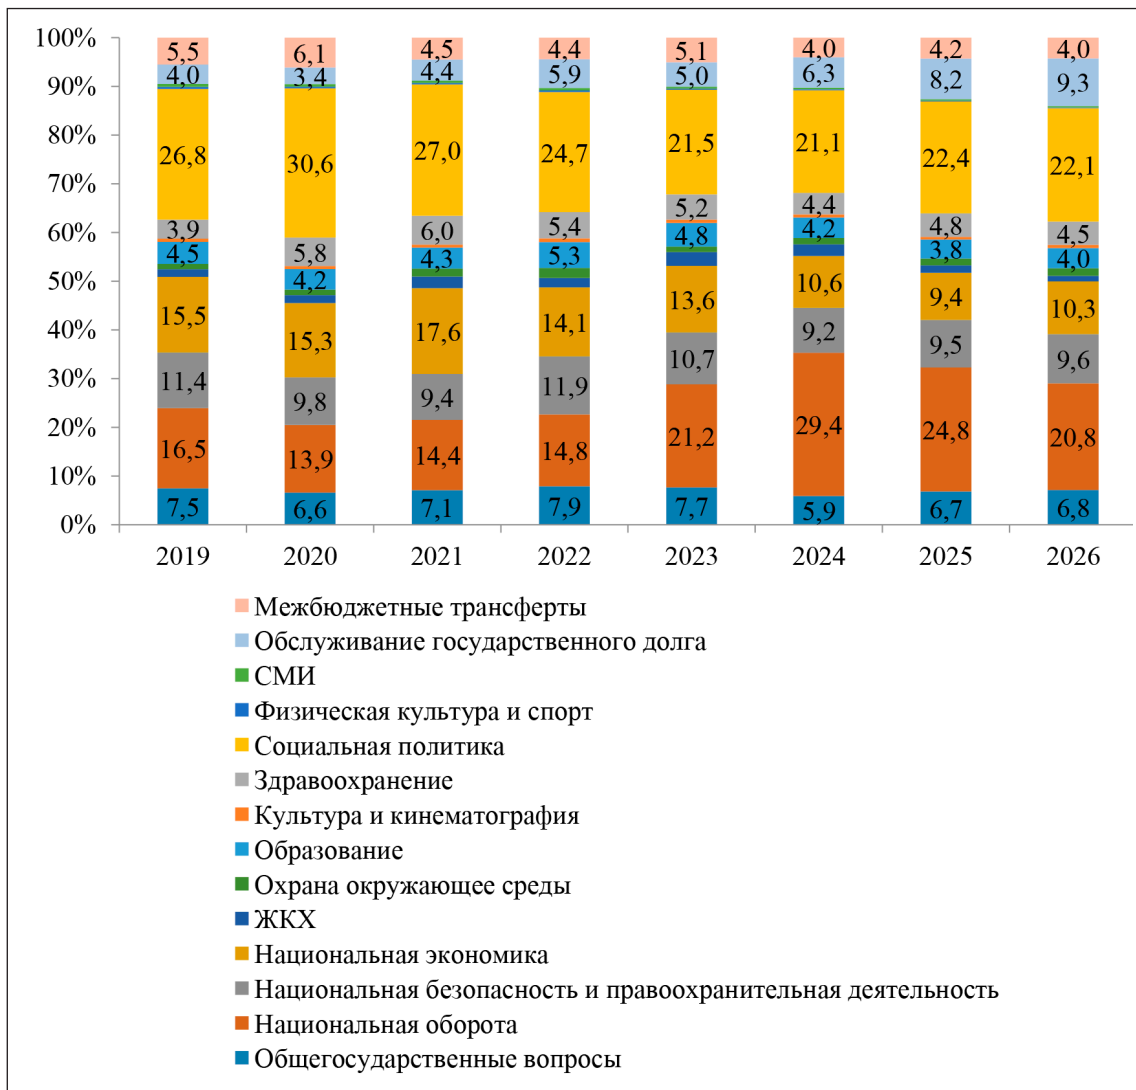 100%
90%
80%
70%
60%
50%
40%
30%
20%
10%
0%
5,5 6,1 4,5 4,4 5,1 4,0 4,2 4,0
4,0 3,4 4,4 5,9 5,0 6,3 8,2 9,3
26,8 30,6 27,0 24,7 21,5 21,1 22,4 22,1
3,9 5,8 6,0 5,4 5,2 4,4 4,8 4,5
4,5 4,2 4,3 5,3 4,8 4,2 3,8 4,0
15,5 15,3 17,6 14,1 13,6 10,6 9,4 10,3
11,4 9,8 9,4 11,9 10,7 9,2 9,5 9,6
16,5 13,9 14,4 14,8 21,2 29,4 24,8 20,8
7,5 6,6 7,1 7,9 7,7 5,9 6,7 6,8
2019 2020 2021 2022 2023 2024 2025 2026
Межбюджетные трансферты
Обслуживание государственного долга
СМИ
Физическая культура и спорт
Социальная политика
Здравоохранение
Культура и кинематография
Образование
Охрана окружающее среды
ЖКХ
Национальная экономика
Национальная безопасность и правоохранительная деятельность
Национальная оборота
Общегосударственные вопросы